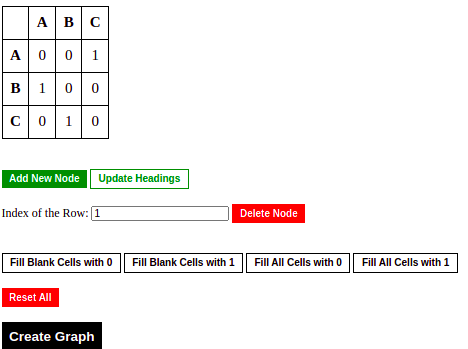 A B C
A 0 0 1
B 1 0 0
C 0 1 0
Add New Node Update Headings
Index of the Row: 1 Delete Node
Fill Blank Cells with 0 Fill Blank Cells with 1 Fill All Cells with 0 Fill All Cells with 1
Reset All
Create Graph